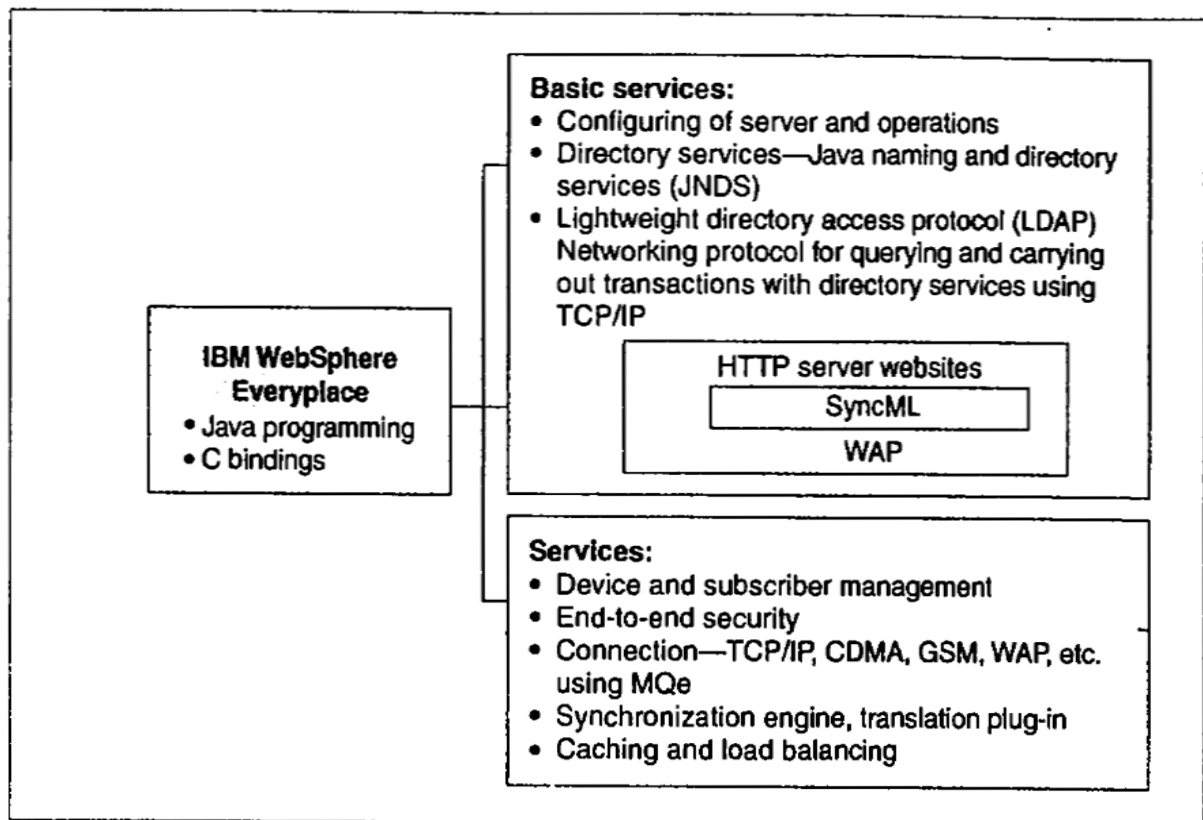 Basic services:
• Configuring of server and operations
• Directory services—Java naming and directory
services (JNDS)
• Lightweight directory access protocol (LDAP)
Networking protocol for querying and carrying
out transactions with directory services using
TCP/IP
HTTP server websites
SyncML
WAP
IBM WebSphere
Everyplace
• Java programming
• C bindings
Services:
• Device and subscriber management
• End-to-end security
• Connection—TCP/IP, CDMA, GSM, WAP, etc.
using MQe
• Synchronization engine, translation plug-in
• Caching and load balancing